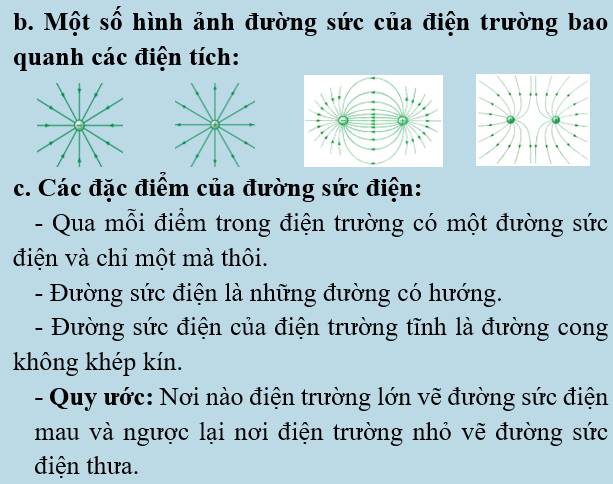 b. Một số hình ảnh đường sức của điện trường bao
quanh các điện tích:
c. Các đặc điểm của đường sức điện:
- Qua mỗi điểm trong điện trường có một đường sức
điện và chỉ một mà thôi.
- Đường sức điện là những đường có hướng.
- Đường sức điện của điện trường tĩnh là đường cong
không khép kín.
- Quy ước: Nơi nào điện trường lớn vẽ đường sức điện
mau và ngược lại nơi điện trường nhỏ vẽ đường sức
điện thưa.